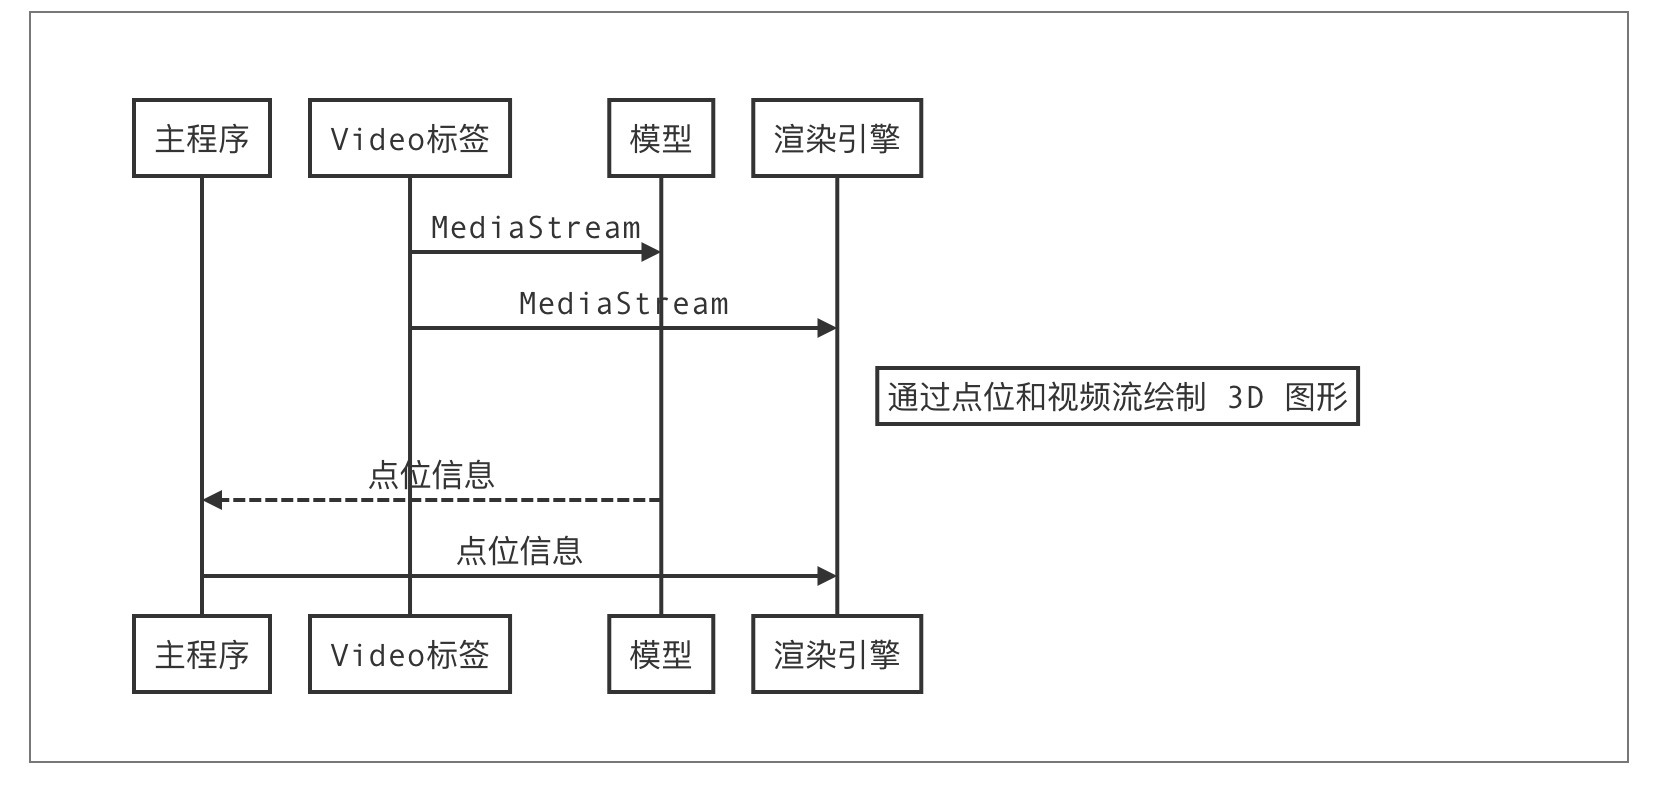 主程序
Video标签
模型
渲染引擎
MediaStream
MediaStream
通过点位和视频流绘制 3D 图形
点位信息
点位信息
主程序
Video标签
模型
渲染引擎